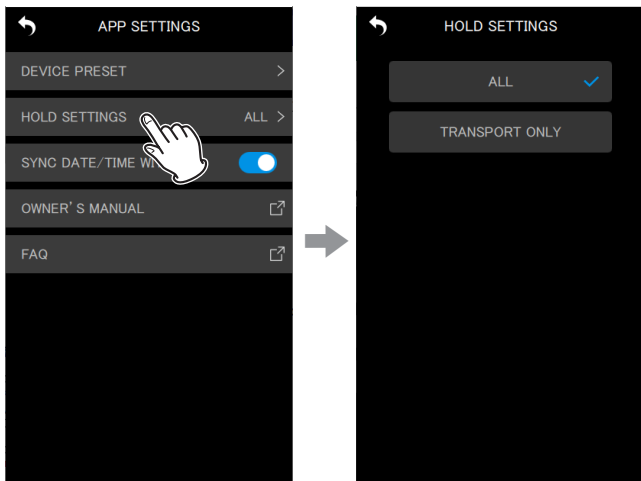 APP SETTINGS
DEVICE PRESET
HOLD SETTINGS ALL
SYNC DATE/TIME
OWNER'S MANUAL
FAQ
HOLD SETTINGS
ALL
TRANSPORT ONLY